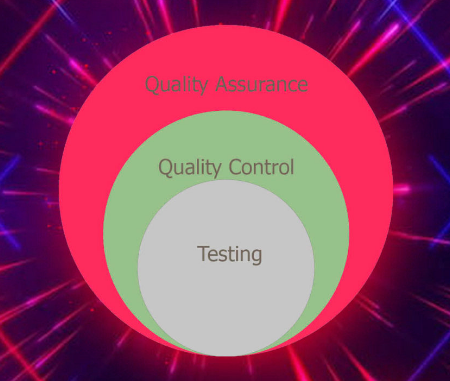 Quality Assurance
Quality Control
Testing